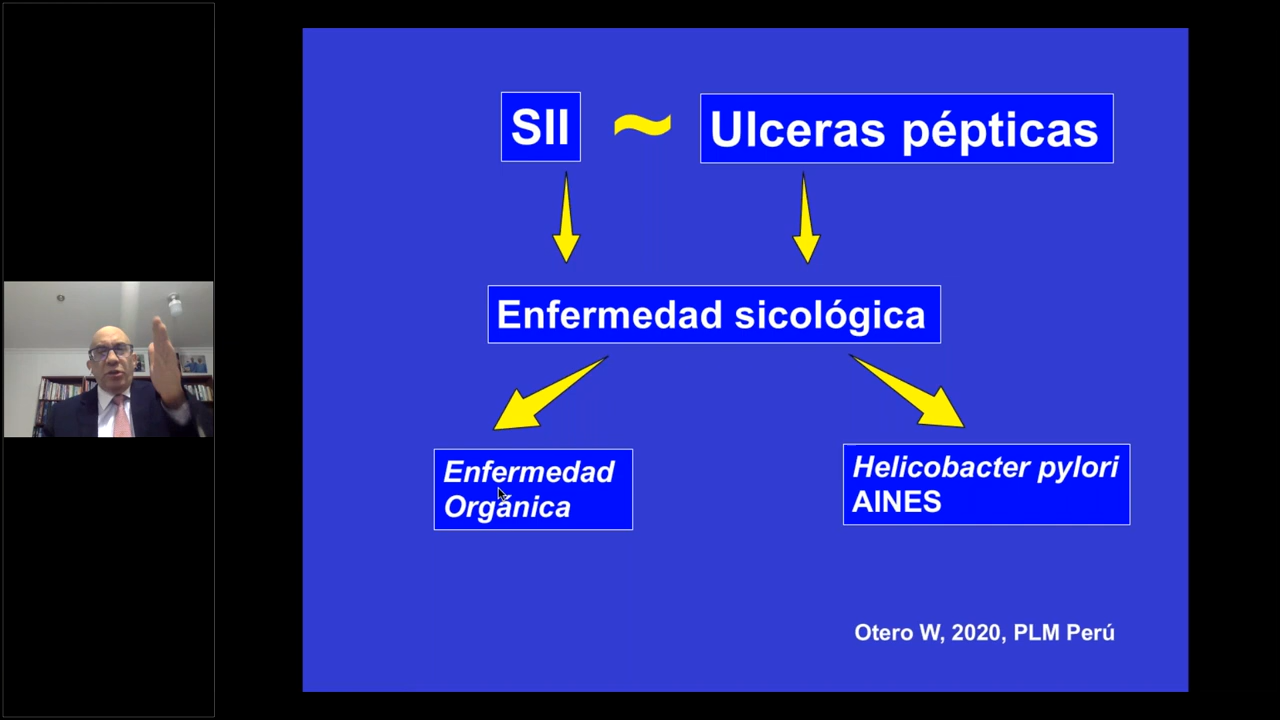 SII ~ Ulceras pépticas
Enfermedad sicológica
Enfermedad
Orgánica
Helicobacter pylori
AINES
Otero W, 2020, PLM Perú